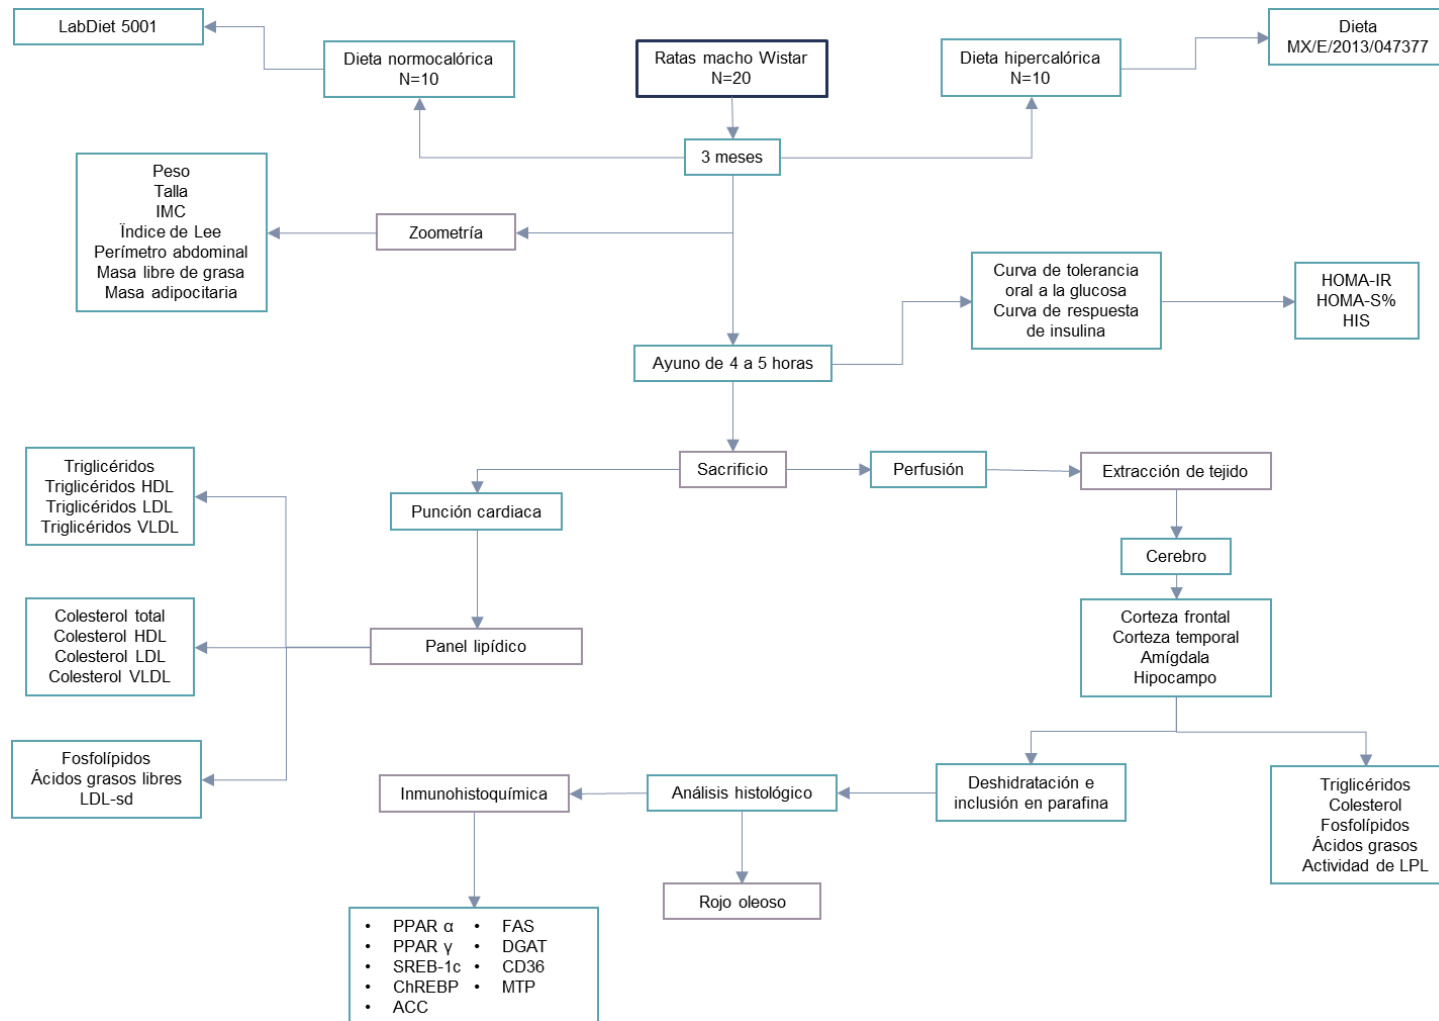 LabDiet 5001
Dieta normocalórica
N=10
Ratas macho Wistar
N=20
Dieta hipercalórica
N=10
Dieta
MX/E/2013/047377
3 meses
Peso
Talla
IMC
Ïndice de Lee
Perímetro abdominal
Masa libre de grasa
Masa adipocitaria
Zoometría
Curva de tolerancia
oral a la glucosa
Curva de respuesta
de insulina
HOMA-IR
HOMA-S%
HIS
Ayuno de 4 a 5 horas
Sacrificio
Perfusión
Extracción de tejido
Triglicéridos
Triglicéridos HDL
Triglicéridos LDL
Triglicéridos VLDL
Punción cardiaca
Cerebro
Colesterol total
Colesterol HDL
Colesterol LDL
Colesterol VLDL
Panel lipídico
Corteza frontal
Corteza temporal
Amígdala
Hipocampo
Fosfolípidos
Ácidos grasos libres
LDL-sd
Inmunohistoquímica
Análisis histológico
Deshidratación e
inclusión en parafina
Triglicéridos
Colesterol
Fosfolípidos
Ácidos grasos
Actividad de LPL
Rojo oleoso
• PPAR α
• PPAR γ
• SREB-1c
• ChREBP
• ACC
• FAS
• DGAT
• CD36
• MTP